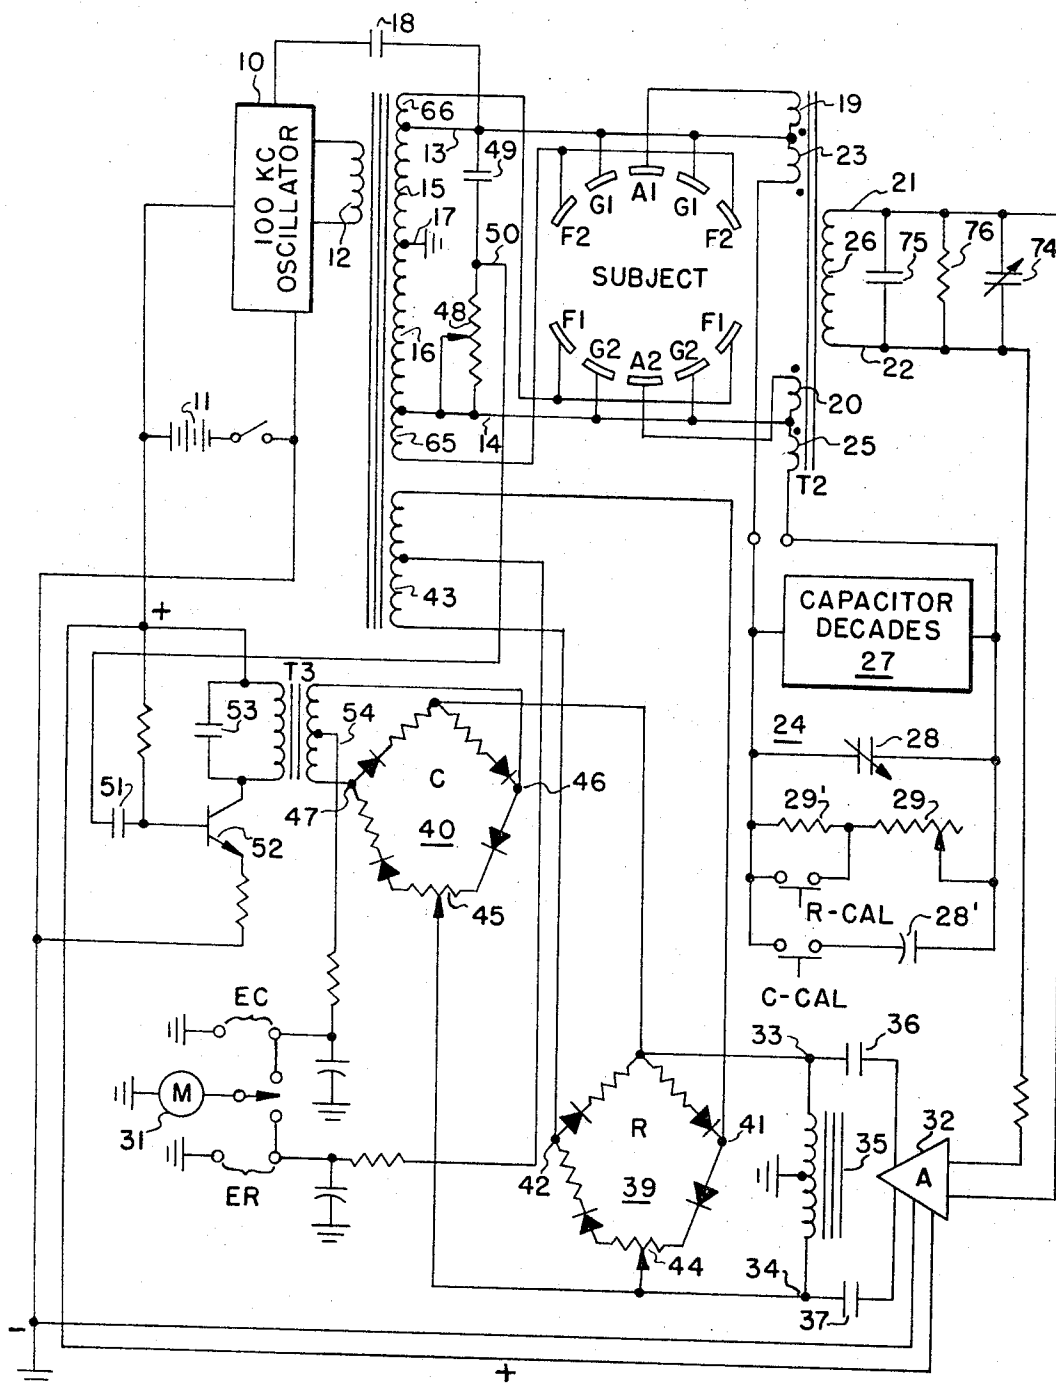 18
10
100 KC
OSCILLATOR
12
66
13
49
15
17
50
48
16
14
65
43
11
19
23
A1
G1
G1
F2
F2
SUBJECT
F1
F1
G2
A2
G2
21
26
75
76
74
22
20
25
T2
CAPACITOR
DECADES
27
24
28
29'
29
R-CAL
28'
C-CAL
+
T3
53
54
51
52
47
C
40
46
45
EC
M
31
ER
33
36
R
41
42
39
44
35
32
A
34
37
-
+